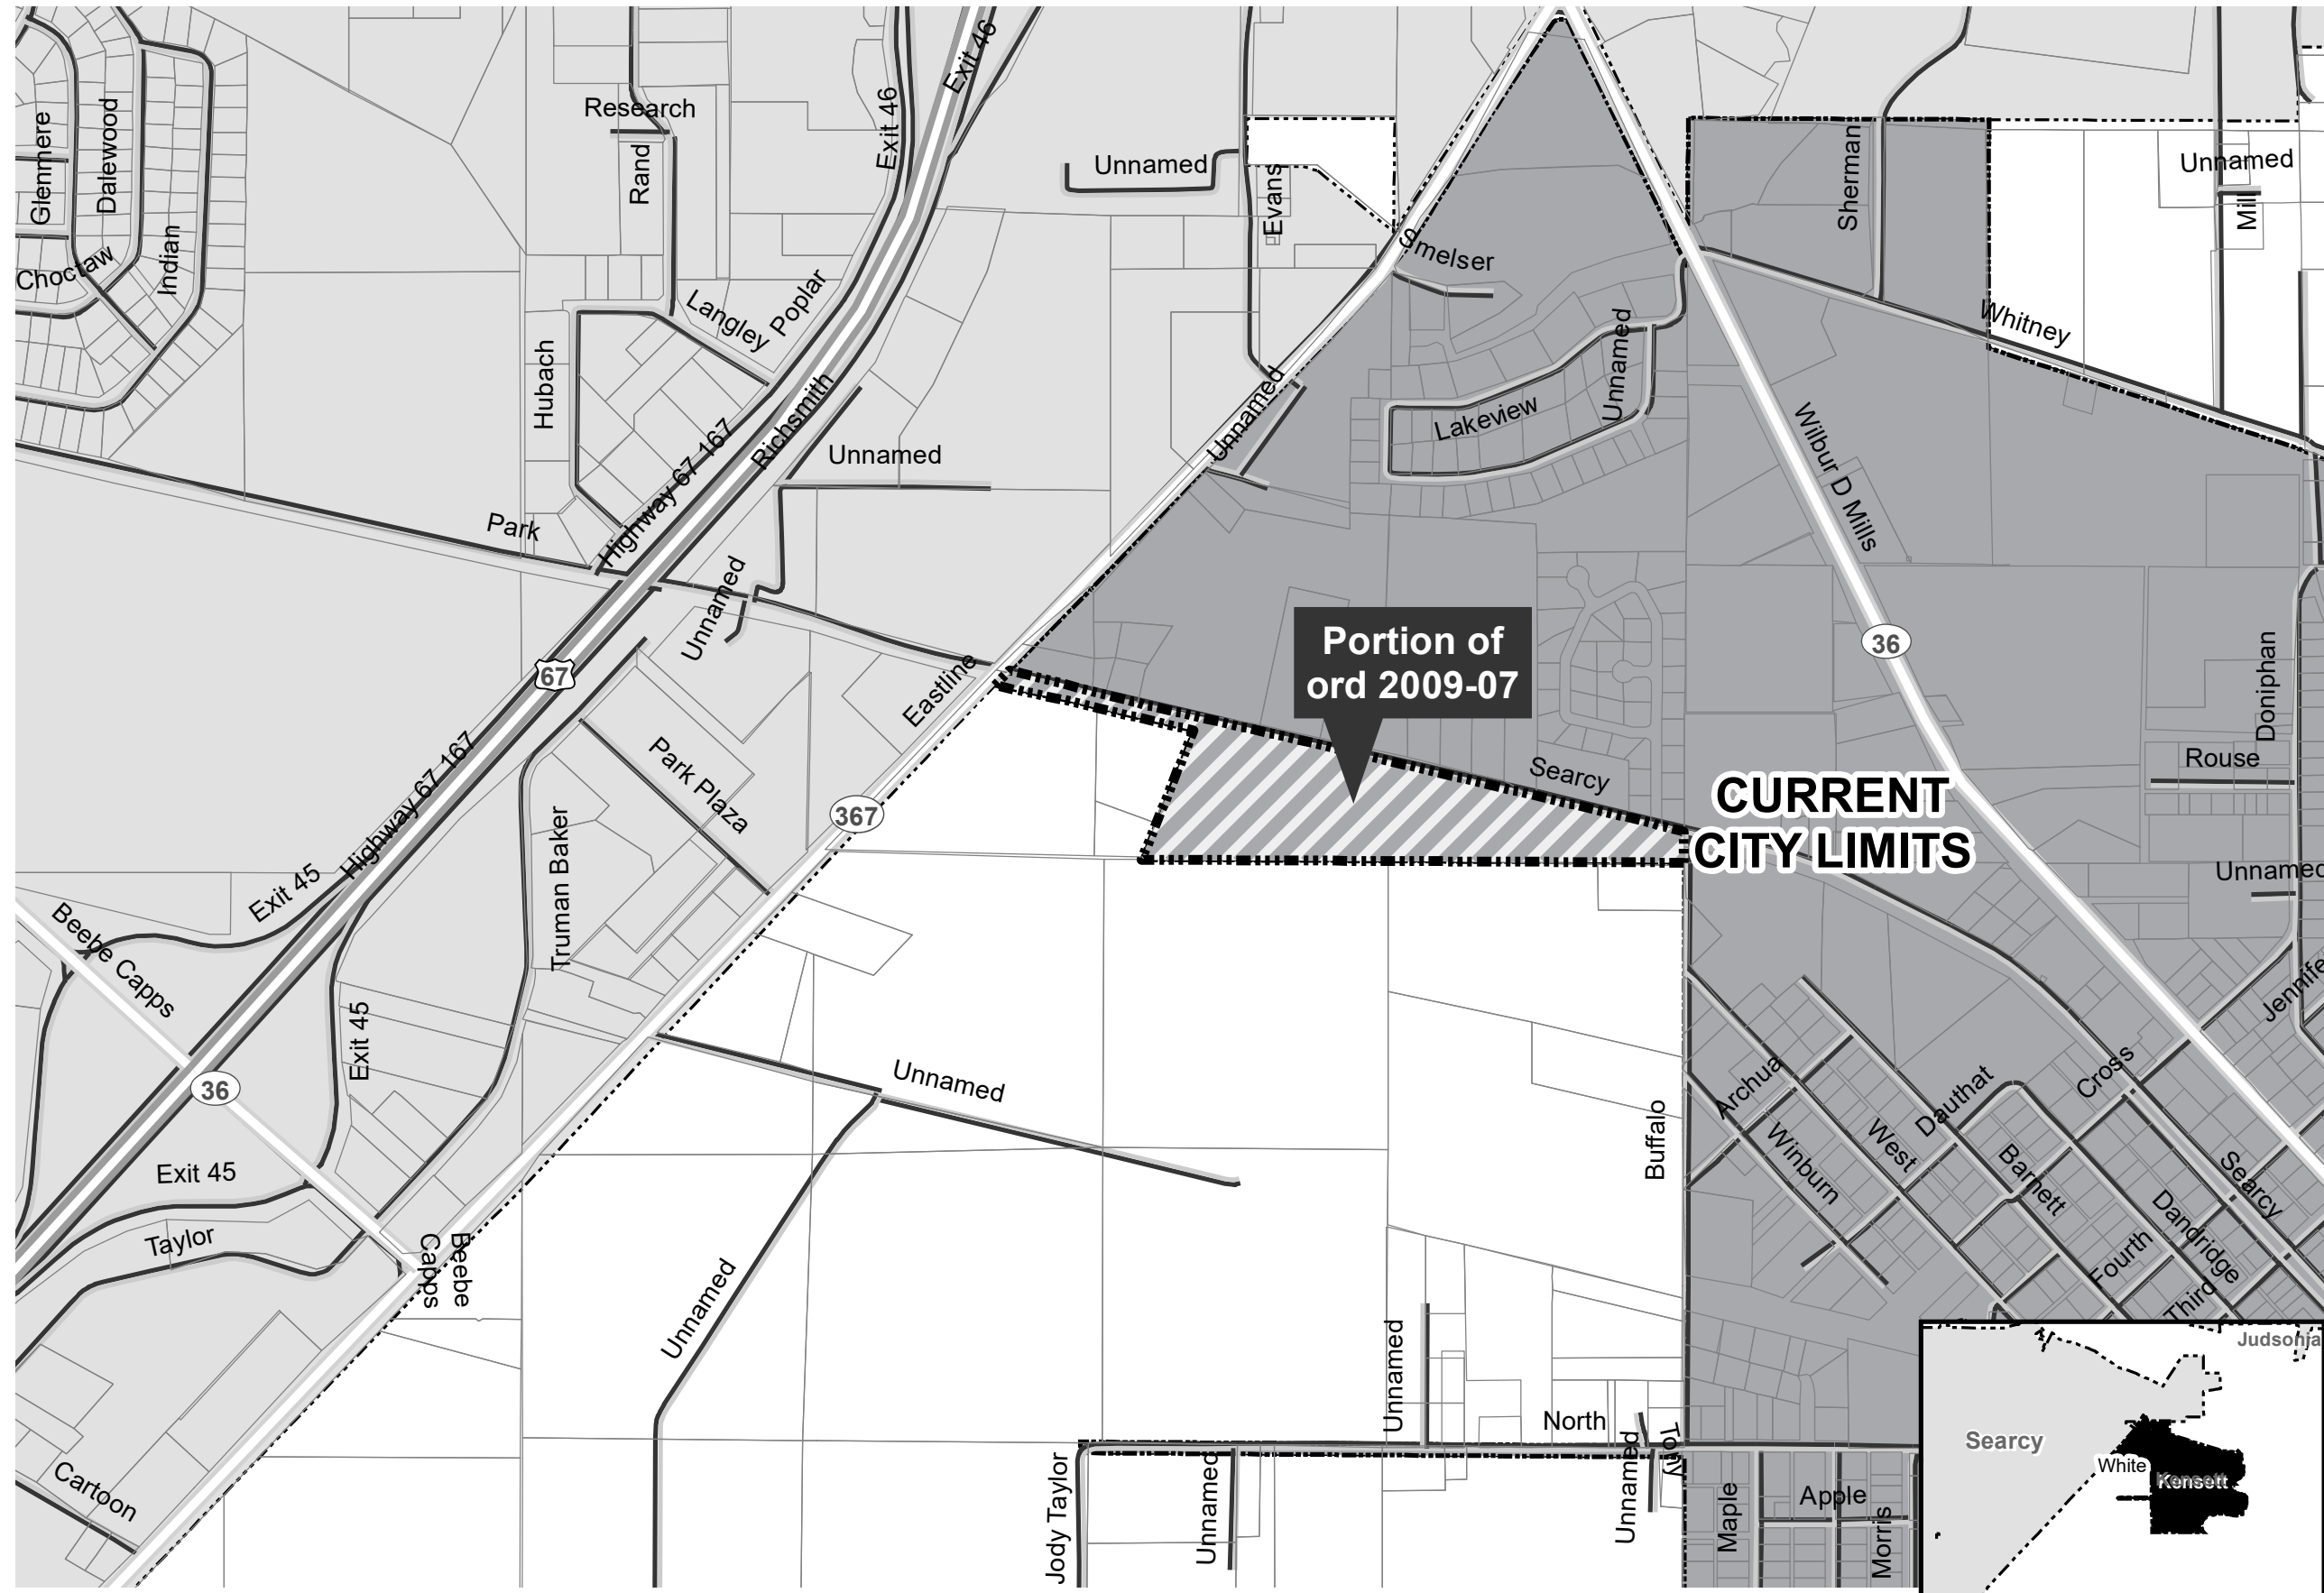 Exit 46
Exit 46
Research
Rand
Glenmere
Dalewood
Indian
Choctaw
Unnamed
Evans
Smelser
Sherman
Unnamed
Mill
Whitney
Langley
Poplar
Hubach
Richsmith
Highway 67 167
Unnamed
Unnamed
Lakeview
Unnamed
Wilbur D Mills
Park
Unnamed
Portion of
ord 2009-07
36
67
Eastline
Doniphan
Rouse
Searcy
CURRENT
CITY LIMITS
Park Plaza
367
Highway 67 167
Truman Baker
Exit 45
Unnamed
Beebe Capps
Exit 45
36
Unnamed
Buffalo
Archua
Winburn
West
Dauthat
Barnett
Cross
Searcy
Dandridge
Fourth
Third
Exit 45
Taylor
Beebe
Capps
Unnamed
Unnamed
North
Tony
Unnamed
Unnamed
Jody Taylor
Cartoon
Maple
Apple
Morris
Judsonia
Searcy
White
Kensett